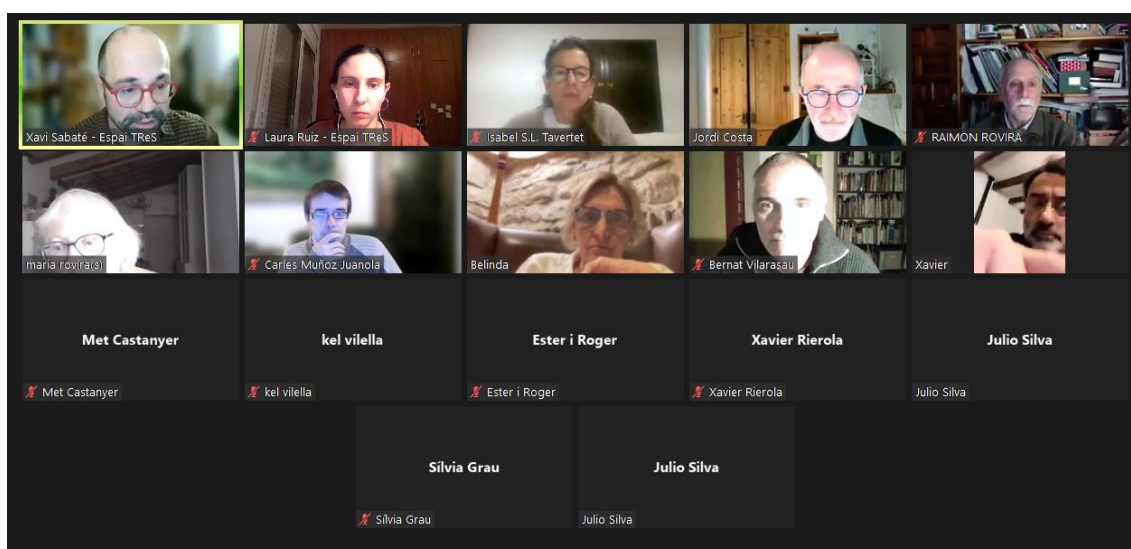 Xavi Sabaté - Espai TReS
Laura Ruiz - Espai TReS
Isabel S.L. Tavertet
Jordi Costa
RAIMON ROVIRA
maria rovira(s)
Carles Muñoz Juanola
Belinda
Bernat Vilarasau
Xavier
Met Castanyer
Met Castanyer
kel vilella
kel vilella
Ester i Roger
Ester i Roger
Xavier Rierola
Xavier Rierola
Julio Silva
Julio Silva
Sílvia Grau
Sílvia Grau
Julio Silva
Julio Silva